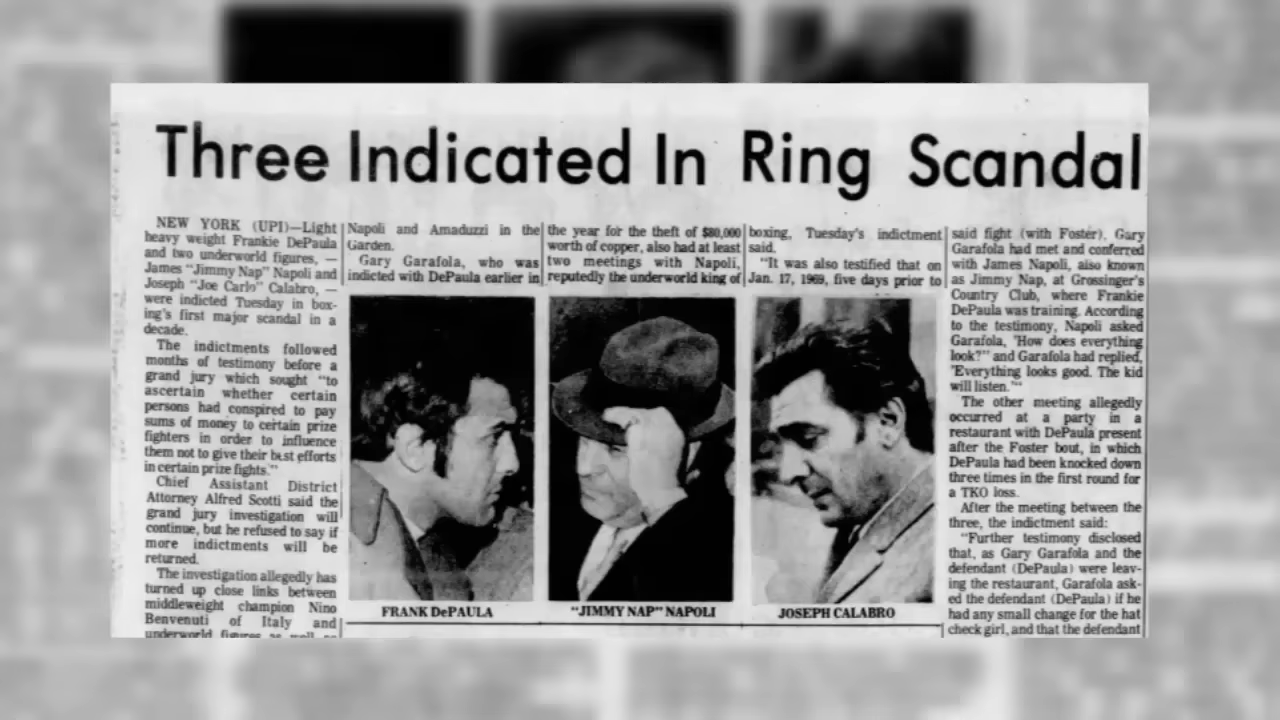 Three Indicated In Ring Scandal
NEW YORK (UPI)—Light
heavy weight Frankie DePaula
and two underworld figures, —
James "Jimmy Nap" Napoli and
Joseph "Joe Carlo" Calabro, —
were indicted Tuesday in box-
ing's first major scandal in a
decade.
The indictments followed
months of testimony before a
grand jury which sought "to
ascertain whether certain
persons had conspired to pay
sums of money to certain prize
fighters in order to influence
them not to give their best efforts
in certain prize fights."
Chief Assistant District
Attorney Alfred Scotti said the
grand jury investigation will
continue, but he refused to say if
more indictments will be
returned.
The investigation allegedly has
turned up close links between
middleweight champion Nino
Benvenuti of Italy and
underworld figures as well as
Napoli and Amaduzzi in the
Garden.
Gary Garafola, who was
indicted with DePaula earlier in
the year for the theft of $80,000
worth of copper, also had at least
two meetings with Napoli,
reputedly the underworld king of
boxing, Tuesday's indictment
said.
"It was also testified that on
Jan. 17, 1969, five days prior to
said fight (with Foster), Gary
Garafola had met and conferred
with James Napoli, also known
as Jimmy Nap, at Grossinger's
Country Club, where Frankie
DePaula was training. According
to the testimony, Napoli asked
Garafola, 'How does everything
look?" and Garafola had replied,
'Everything looks good. The kid
will listen.'"
The other meeting allegedly
occurred at a party in a
restaurant with DePaula present
after the Foster bout, in which
DePaula had been knocked down
three times in the first round for
a TKO loss.
After the meeting between the
three, the indictment said:
"Further testimony disclosed
that, as Gary Garafola and the
defendant (DePaula) were leav-
ing the restaurant, Garafola ask-
ed the defendant (DePaula) if he
had any small change for the hat
check girl, and that the defendant
FRANK DePAULA
"JIMMY NAP" NAPOLI
JOSEPH CALABRO